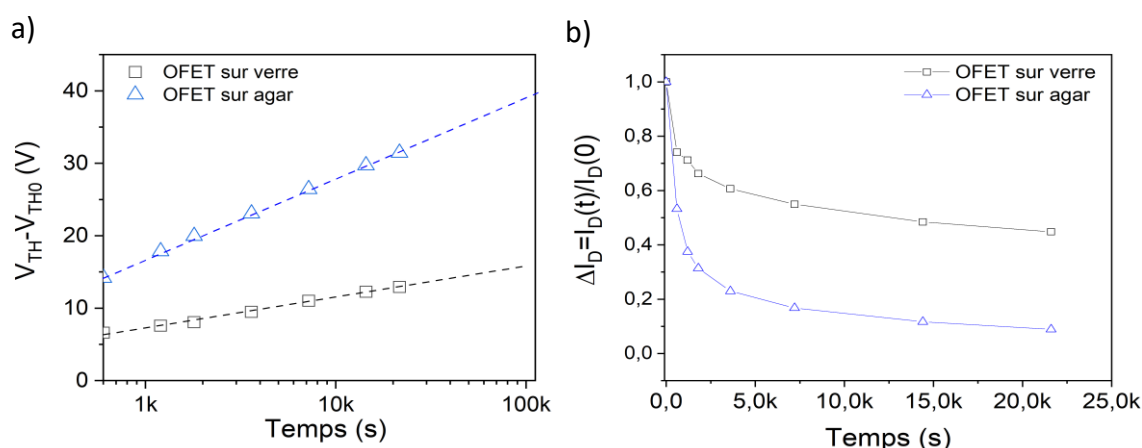 a)
OFET sur verre
OFET sur agar
V_TH-V_TH0 (V)
40
30
20
10
0
1k 10k 100k
Temps (s)
b)
OFET sur verre
OFET sur agar
ΔI_D=I_D(t)/I_D(0)
1,0
0,8
0,6
0,4
0,2
0,0
0,0 5,0k 10,0k 15,0k 20,0k 25,0k
Temps (s)